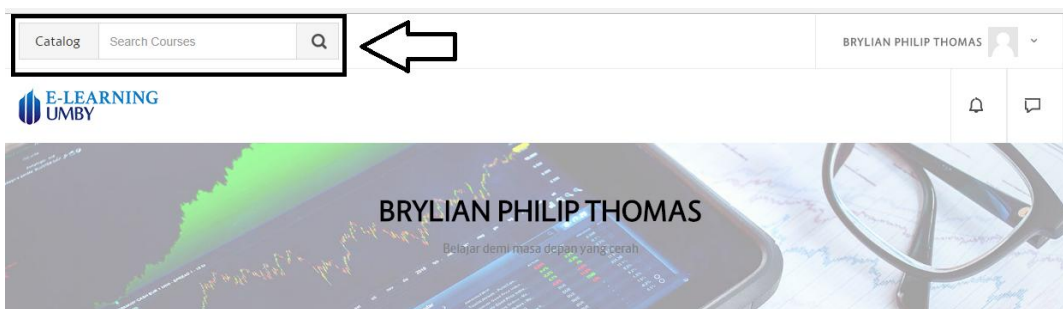 Catalog Search Courses
BRYLIAN PHILIP THOMAS
E-LEARNING
UMBY
BRYLIAN PHILIP THOMAS
Belajar demi masa depan yang cerah